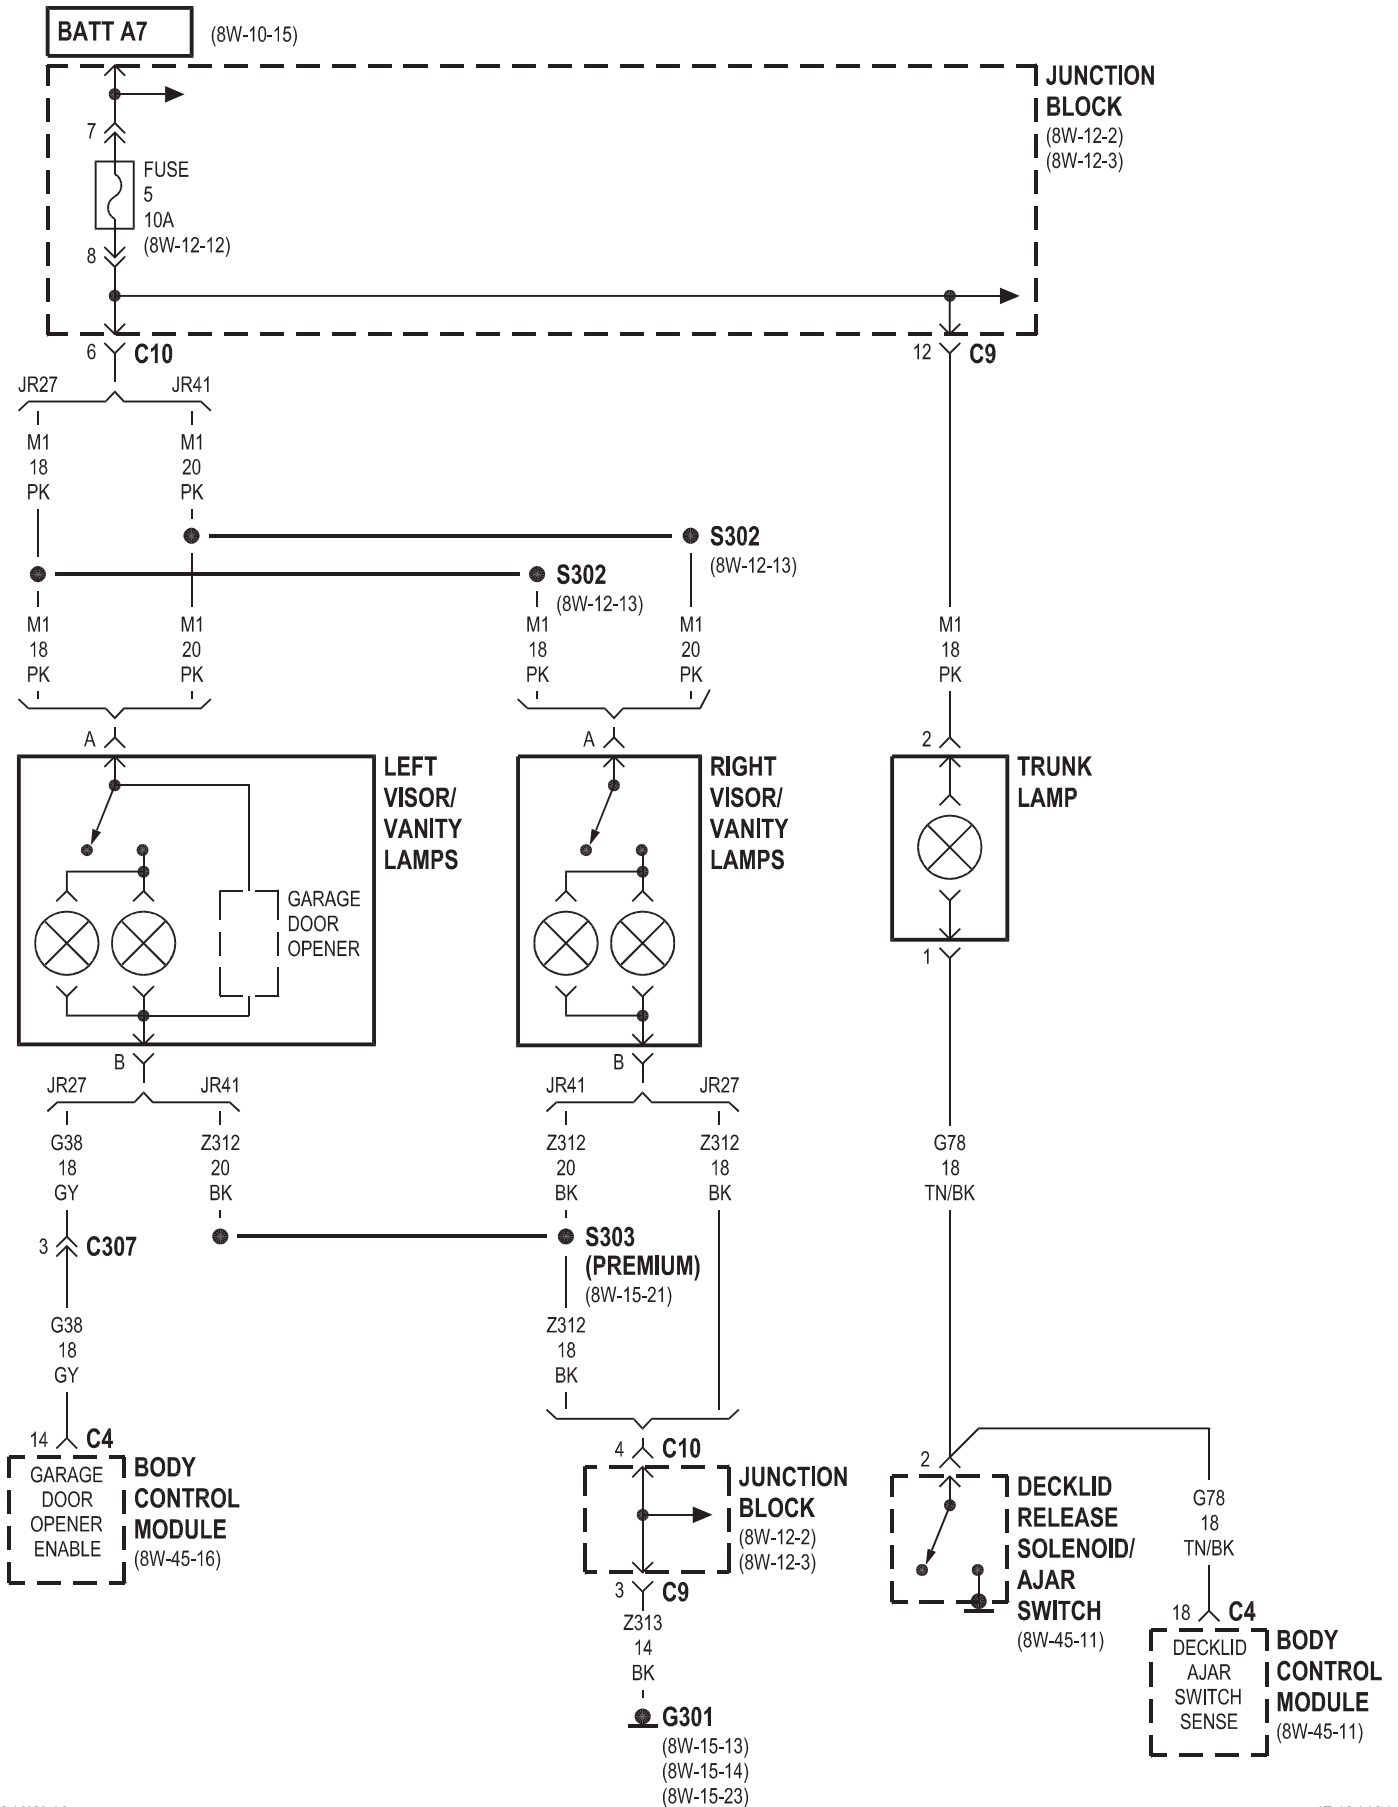 BATT A7
(8W-10-15)
JUNCTION
BLOCK
(8W-12-2)
(8W-12-3)
7
FUSE
5
10A
(8W-12-12)
8
6
C10
12
C9
JR27
JR41
M1
18
PK
M1
20
PK
S302
(8W-12-13)
S302
(8W-12-13)
M1
18
PK
M1
20
PK
M1
18
PK
M1
20
PK
M1
18
PK
A
A
2
LEFT
VISOR/
VANITY
LAMPS
GARAGE
DOOR
OPENER
RIGHT
VISOR/
VANITY
LAMPS
TRUNK
LAMP
1
B
B
JR27
JR41
JR41
JR27
G38
18
GY
Z312
20
BK
Z312
20
BK
Z312
18
BK
G78
18
TN/BK
3
C307
S303
(PREMIUM)
(8W-15-21)
G38
18
GY
Z312
18
BK
14
C4
GARAGE
DOOR
OPENER
ENABLE
BODY
CONTROL
MODULE
(8W-45-16)
4
C10
JUNCTION
BLOCK
(8W-12-2)
(8W-12-3)
3
C9
Z313
14
BK
G301
(8W-15-13)
(8W-15-14)
(8W-15-23)
2
DECKLID
RELEASE
SOLENOID/
AJAR
SWITCH
(8W-45-11)
G78
18
TN/BK
18
C4
DECKLID
AJAR
SWITCH
SENSE
BODY
CONTROL
MODULE
(8W-45-11)